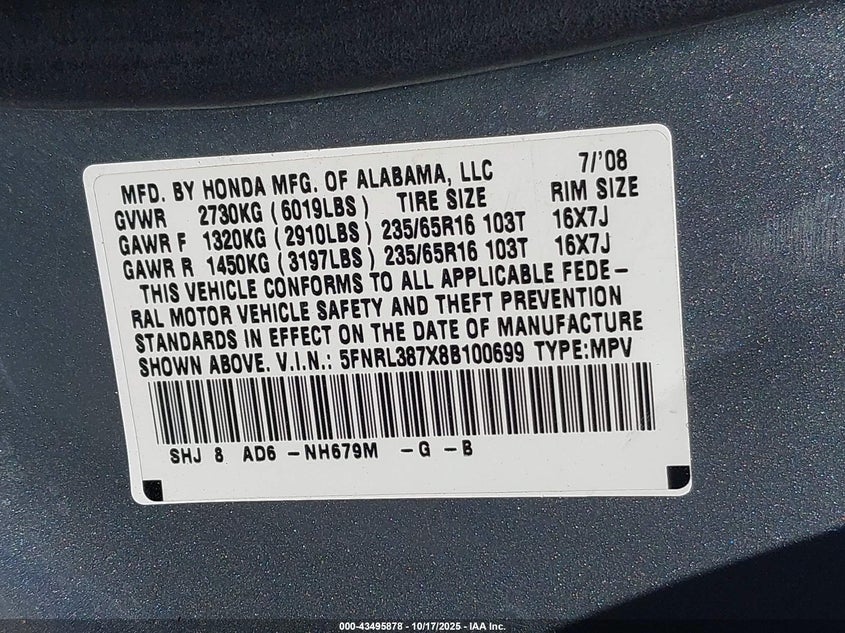 MFD. BY HONDA MFG. OF ALABAMA, LLC 7/'08
GVWR 2730KG (6019LBS) TIRE SIZE RIM SIZE
GAWR F 1320KG (2910LBS) 235/65R16 103T 16X7J
GAWR R 1450KG (3197LBS) 235/65R16 103T 16X7J
THIS VEHICLE CONFORMS TO ALL APPLICABLE FEDE-
RAL MOTOR VEHICLE SAFETY AND THEFT PREVENTION
STANDARDS IN EFFECT ON THE DATE OF MANUFACTURE
SHOWN ABOVE. V.I.N.: 5FNRL387X8B100699 TYPE:MPV
SHJ 8 AD6 -NH679M -G -B
000-43495878 - 10/17/2025 - IAA Inc.